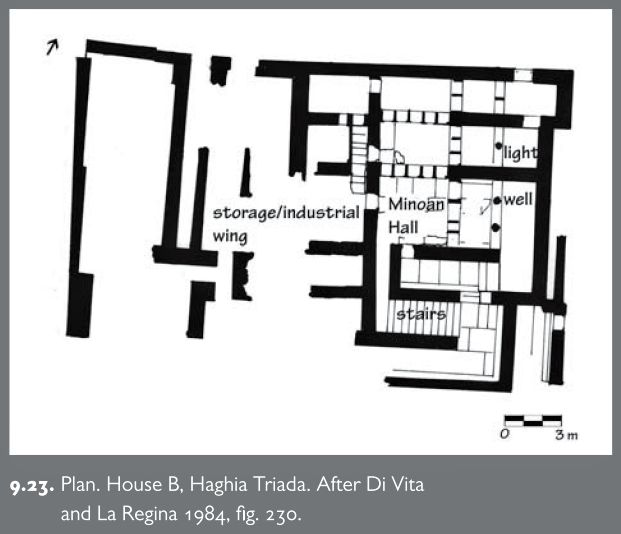 light
well
storage/industrial
wing
Minoan
Hall
stairs
0 3 m
9.23. Plan. House B, Haghia Triada. After Di Vita
and La Regina 1984, fig. 230.